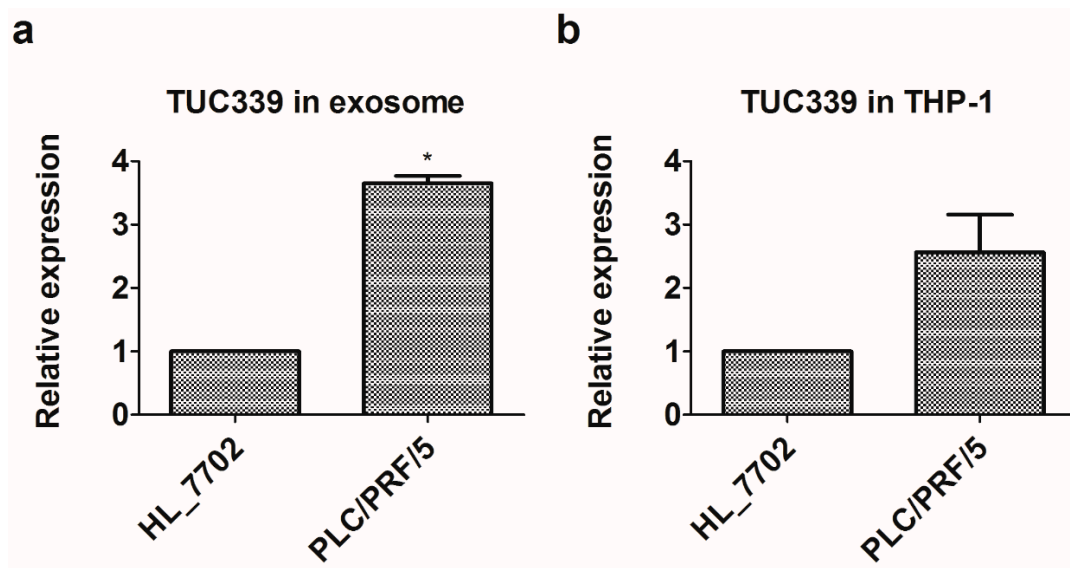 a
TUC339 in exosome
Relative expression
4
3
2
1
0
*
HL_7702
PLC/PRF/5
b
TUC339 in THP-1
Relative expression
4
3
2
1
0
HL_7702
PLC/PRF/5